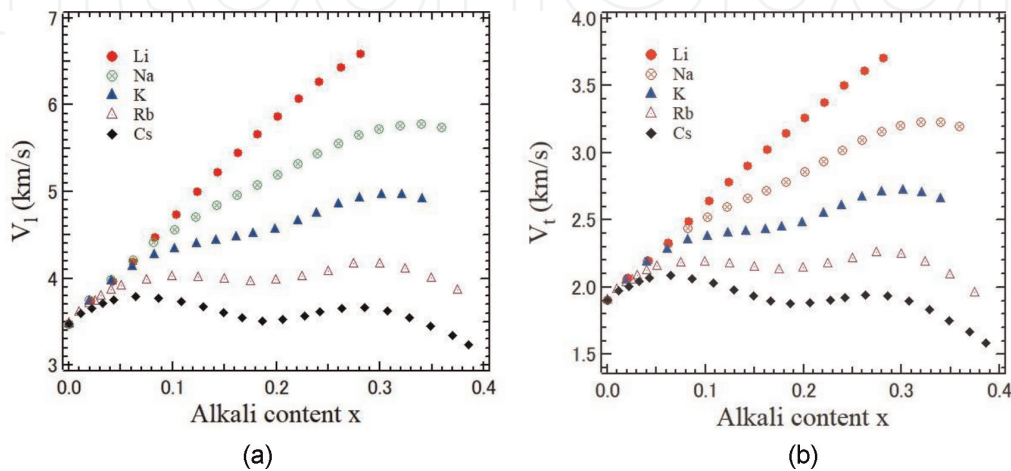 7
6
5
4
3
V1 (km/s)
Li
Na
K
Rb
Cs
0.0 0.1 0.2 0.3 0.4
Alkali content x
(a)
4.0
3.5
3.0
2.5
2.0
1.5
Vt (km/s)
Li
Na
K
Rb
Cs
0.0 0.1 0.2 0.3 0.4
Alkali content x
(b)